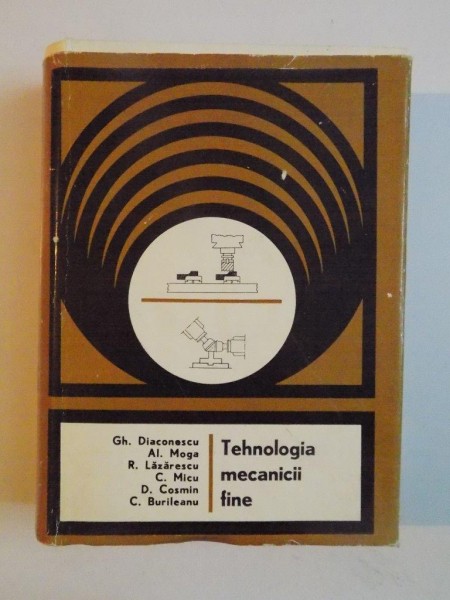 Gh. Diaconescu
Al. Moga
R. Lăzărescu
C. Micu
D. Cosmin
C. Burileanu
Tehnologia
mecanicii
fine